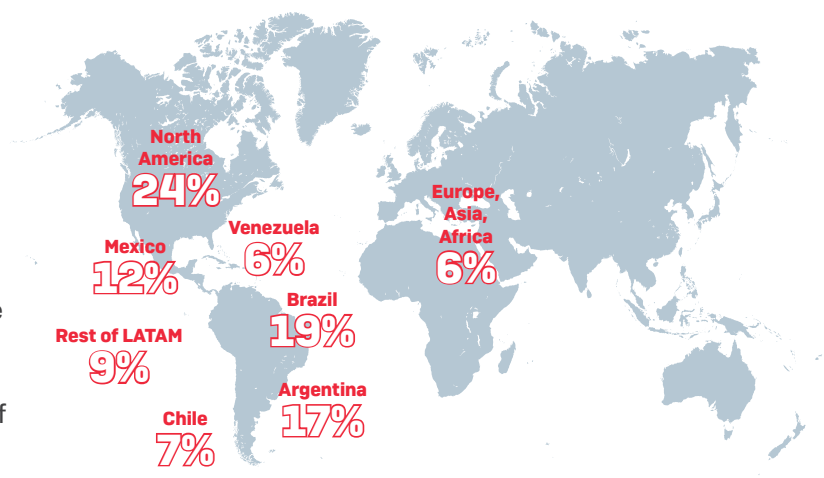 North
America
24%
Venezuela
6%
Mexico
12%
Europe,
Asia,
Africa
6%
Brazil
19%
Rest of LATAM
9%
Argentina
17%
Chile
7%
e
f